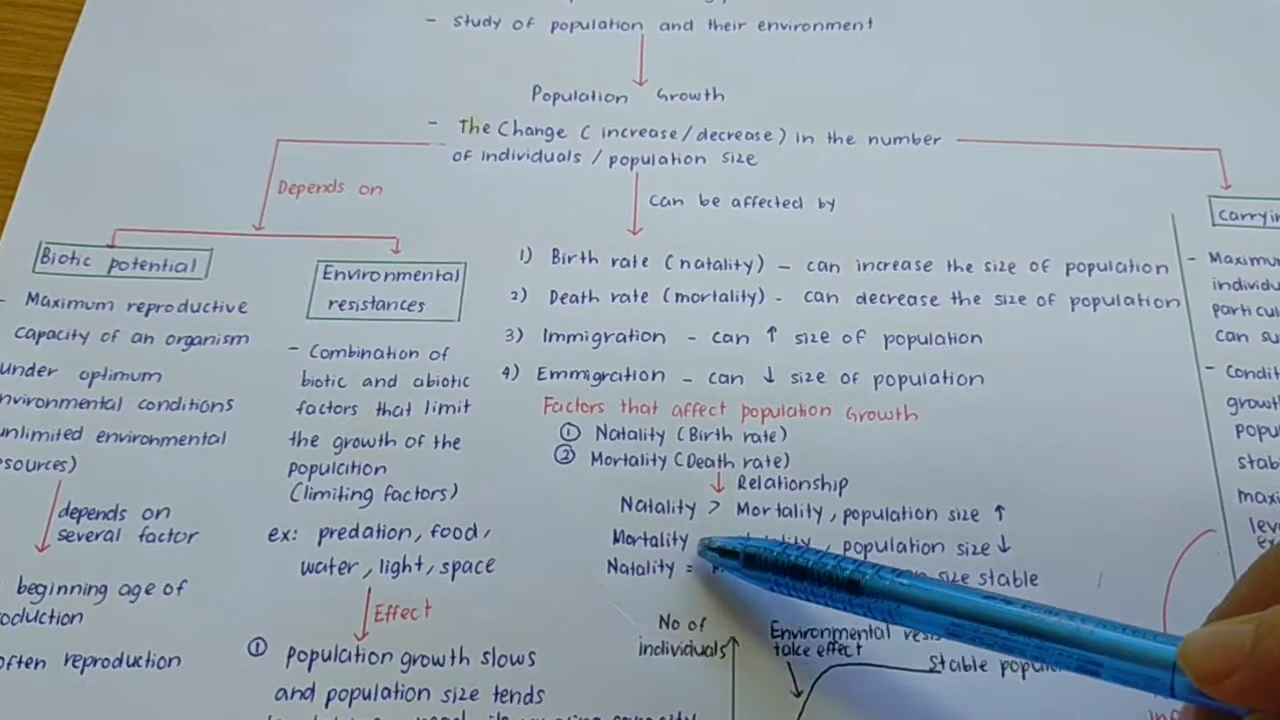 - Study of population and their environment
Population Growth
- The Change ( increase / decrease ) in the number
of individuals / population size
Depends on
can be affected by
Biotic potential
- Maximum reproductive
capacity of an organism
under optimum
environmental conditions
unlimited environmental
depends on
several factor
beginning age of
often reproduction
Environmental
resistances
- Combination of
biotic and abiotic
factors that limit
the growth of the
population
(limiting factors)
ex: predation, food,
water, light, space
Effect
① population growth slows
and population size tends
1) Birth rate (natality) - can increase the size of population
2) Death rate (mortality) - can decrease the size of population
3) Immigration - can ↑ size of population
4) Emmigration - can ↓ size of population
Factors that affect population Growth
① Natality (Birth rate)
② Mortality (Death rate)
↓ Relationship
Natality > Mortality, population size ↑
Mortality , population size ↓
Natality = size stable
No of
individuals
Environmental
take effect
stable
- Maximum
can